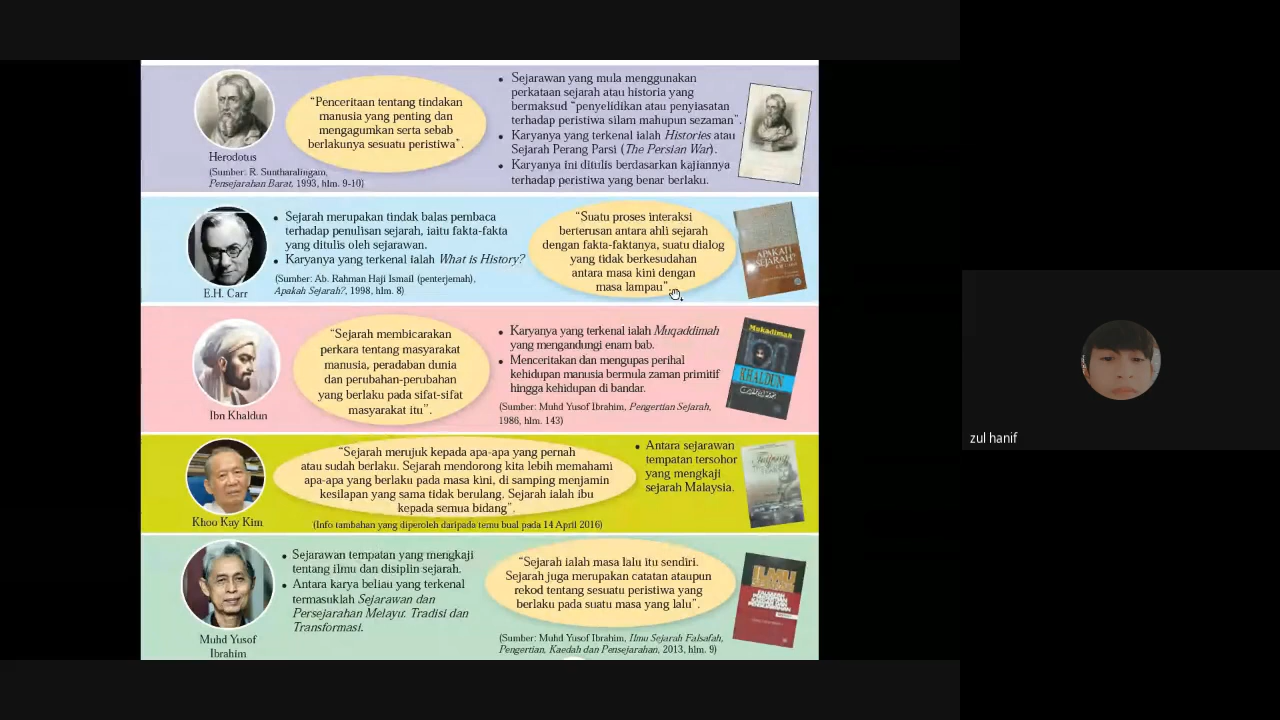 “Penceritaan tentang tindakan
manusia yang penting dan
mengagumkan serta sebab
berlakunya sesuatu peristiwa”.
Herodotus
(Sumber: R. Suntharalingam,
Pensejarahan Barat, 1993, hlm. 9-10)
• Sejarawan yang mula menggunakan
perkataan sejarah atau historia yang
bermaksud “penyelidikan atau penyiasatan
terhadap peristiwa silam mahupun sezaman”.
• Karyanya yang terkenal ialah Histories atau
Sejarah Perang Parsi (The Persian War).
• Karyanya ini ditulis berdasarkan kajiannya
terhadap peristiwa yang benar berlaku.
E.H. Carr
• Sejarah merupakan tindak balas pembaca
terhadap penulisan sejarah, iaitu fakta-fakta
yang ditulis oleh sejarawan.
• Karyanya yang terkenal ialah What is History?
(Sumber: Ab. Rahman Haji Ismail (penterjemah),
Apakah Sejarah?, 1998, hlm. 8)
“Suatu proses interaksi
berterusan antara ahli sejarah
dengan fakta-faktanya, suatu dialog
yang tidak berkesudahan
antara masa kini dengan
masa lampau”.
APAKAH
SEJARAH?
Ibn Khaldun
“Sejarah membicarakan
perkara tentang masyarakat
manusia, peradaban dunia
dan perubahan-perubahan
yang berlaku pada sifat-sifat
masyarakat itu”.
• Karyanya yang terkenal ialah Muqaddimah
yang mengandungi enam bab.
• Menceritakan dan mengupas perihal
kehidupan manusia bermula zaman primitif
hingga kehidupan di bandar.
(Sumber: Muhd Yusof Ibrahim, Pengertian Sejarah,
1986, hlm. 143)
Mukadimah
KHALDUN
Khoo Kay Kim
“Sejarah merujuk kepada apa-apa yang pernah
atau sudah berlaku. Sejarah mendorong kita lebih memahami
apa-apa yang berlaku pada masa kini, di samping menjamin
kesilapan yang sama tidak berulang. Sejarah ialah ibu
kepada semua bidang”.
(Info tambahan yang diperoleh daripada temu bual pada 14 April 2016)
• Antara sejarawan
tempatan tersohor
yang mengkaji
sejarah Malaysia.
Muhd Yusof
Ibrahim
• Sejarawan tempatan yang mengkaji
tentang ilmu dan disiplin sejarah.
• Antara karya beliau yang terkenal
termasuklah Sejarawan dan
Persejarahan Melayu: Tradisi dan
Transformasi.
“Sejarah ialah masa lalu itu sendiri.
Sejarah juga merupakan catatan ataupun
rekod tentang sesuatu peristiwa yang
berlaku pada suatu masa yang lalu”.
(Sumber: Muhd Yusof Ibrahim, Ilmu Sejarah Falsafah,
Pengertian, Kaedah dan Pensejarahan, 2013, hlm. 9)
ILMU
zul hanif